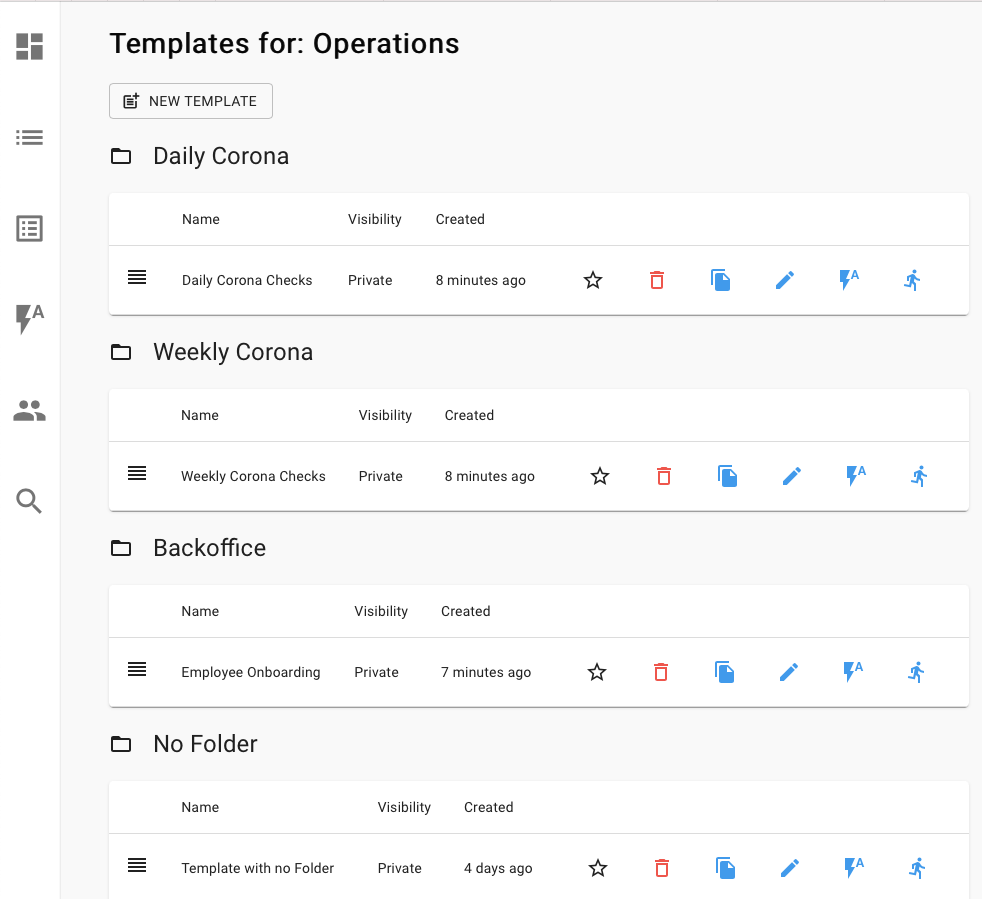 Templates for: Operations
NEW TEMPLATE
Daily Corona
Name Visibility Created
Daily Corona Checks Private 8 minutes ago
A
Weekly Corona
Name Visibility Created
Weekly Corona Checks Private 8 minutes ago
A
Backoffice
Name Visibility Created
Employee Onboarding Private 7 minutes ago
A
No Folder
Name Visibility Created
Template with no Folder Private 4 days ago
A
A